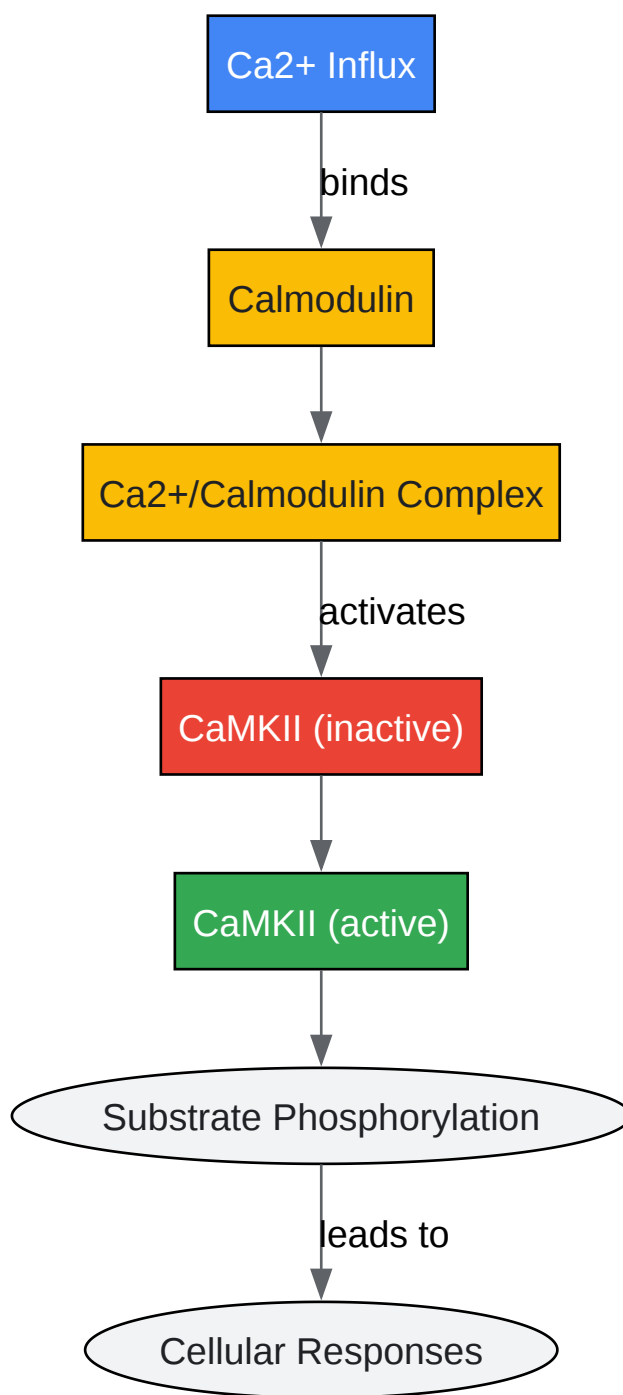 Ca2+ Influx
binds
Calmodulin
Ca2+/Calmodulin Complex
activates
CaMKII (inactive)
CaMKII (active)
Substrate Phosphorylation
leads to
Cellular Responses